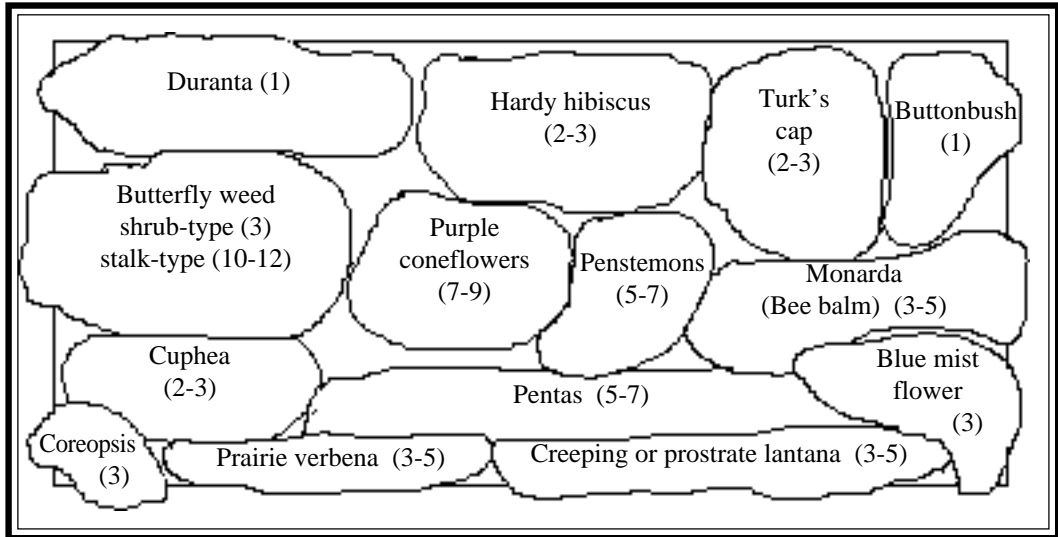 Duranta (1)
Hardy hibiscus
(2-3)
Turk's
cap
(2-3)
Buttonbush
(1)
Butterfly weed
shrub-type (3)
stalk-type (10-12)
Purple
coneflowers
(7-9)
Penstemons
(5-7)
Monarda
(Bee balm) (3-5)
Cuphea
(2-3)
Pentas (5-7)
Blue mist
flower
(3)
Coreopsis
(3)
Prairie verbena (3-5)
Creeping or prostrate lantana (3-5)